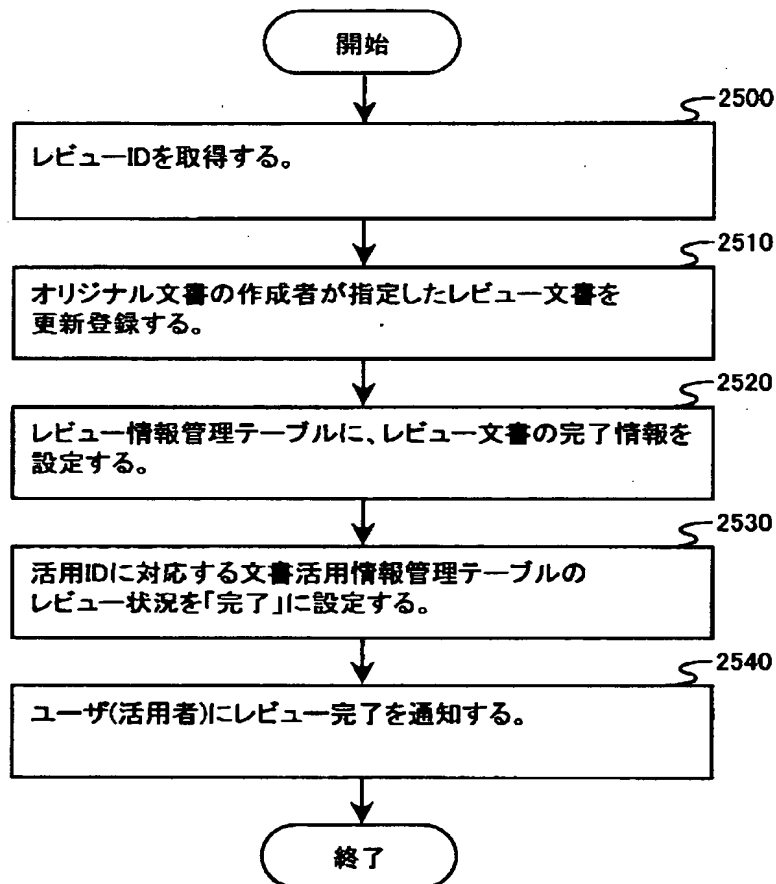 開始
2500
レビューIDを取得する。
2510
オリジナル文書の作成者が指定したレビュー文書を
更新登録する。
2520
レビュー情報管理テーブルに、レビュー文書の完了情報を
設定する。
2530
活用IDに対応する文書活用情報管理テーブルの
レビュー状況を「完了」に設定する。
2540
ユーザ(活用者)にレビュー完了を通知する。
終了